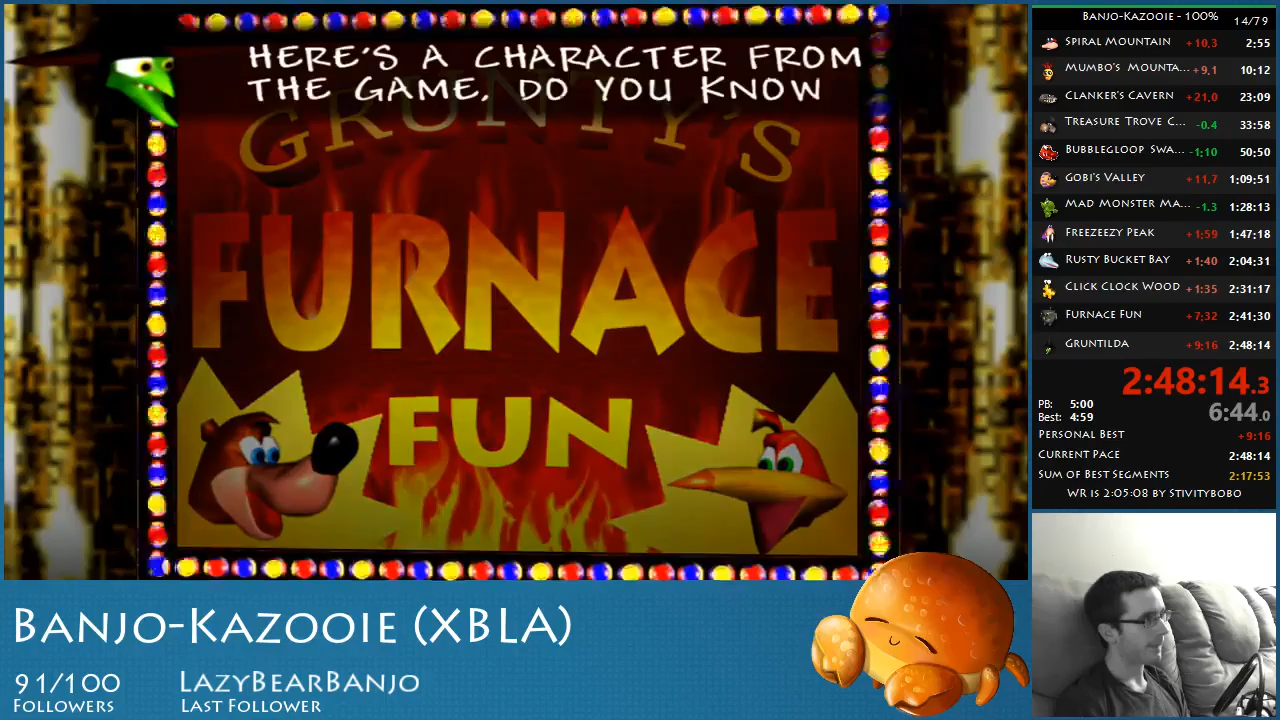 HERE'S A CHARACTER FROM
THE GAME, DO YOU KNOW
GRUNTY'S
FURNACE
FUN
BANJO-KAZOOIE - 100% 14/79
SPIRAL MOUNTAIN +10.3 2:55
MUMBO'S MOUNTA... +9.1 10:12
CLANKER'S CAVERN +21.0 23:09
TREASURE TROVE C... -0.4 33:58
BUBBLEGLOOP SWA... -1:10 50:50
GOBI'S VALLEY +11.7 1:09:51
MAD MONSTER MA... -1.3 1:28:13
FREEZEEZY PEAK +1:59 1:47:18
RUSTY BUCKET BAY +1:40 2:04:31
CLICK CLOCK WOOD +1:35 2:31:17
FURNACE FUN +7:32 2:41:30
GRUNTILDA +9:16 2:48:14
2:48:14.3
PB: 5:00
Best: 4:59
6:44.0
PERSONAL BEST +9:16
CURRENT PACE 2:48:14
SUM OF BEST SEGMENTS 2:17:53
WR IS 2:05:08 BY STIVITYBOBO
BANJO-KAZOOIE (XBLA)
91/100
FOLLOWERS
LAZYBEARBANJO
LAST FOLLOWER